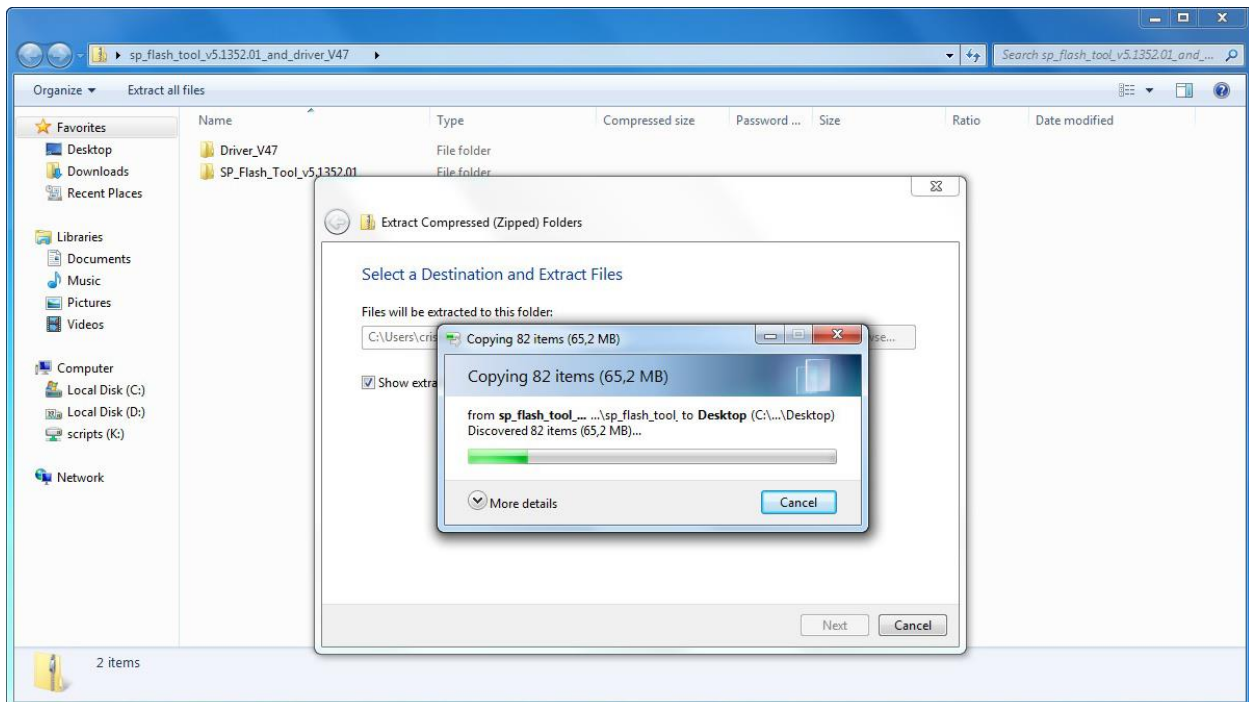 sp_flash_tool_v5.1352.01_and_driver_V47
Search sp_flash_tool_v5.1352.01_and_...
Organize
Extract all files
Name Type Compressed size Password ... Size Ratio Date modified
Favorites
Desktop
Downloads
Recent Places
Libraries
Documents
Music
Pictures
Videos
Computer
Local Disk (C:)
Local Disk (D:)
scripts (K:)
Network
Driver_V47 File folder
SP_Flash_Tool_v5.1352.01 File folder
Extract Compressed (Zipped) Folders
Select a Destination and Extract Files
Files will be extracted to this folder:
C:\Users\cris
Show extra
Copying 82 items (65,2 MB)
Copying 82 items (65,2 MB)
from sp_flash_tool_... ...\sp_flash_tool_ to Desktop (C:\...\Desktop)
Discovered 82 items (65,2 MB)...
More details
Cancel
Next
Cancel
2 items